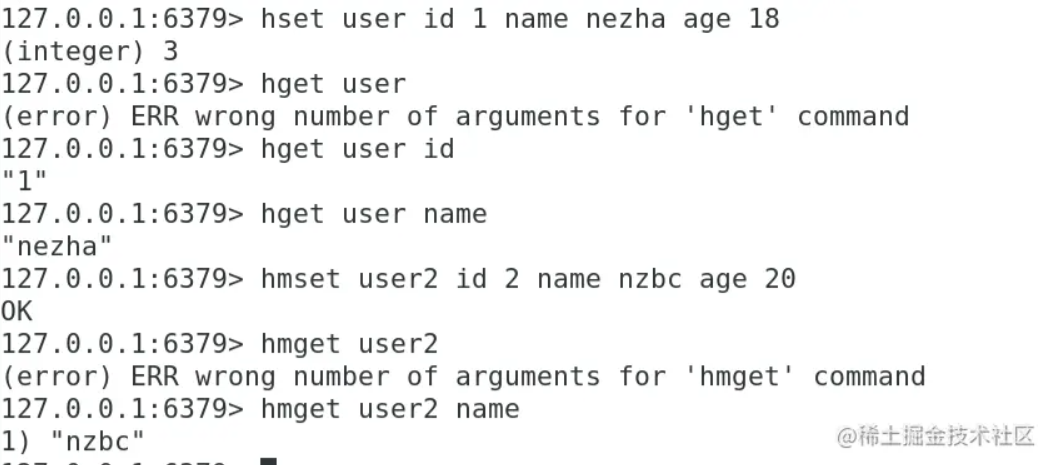 127.0.0.1:6379> hset user id 1 name nezha age 18
(integer) 3
127.0.0.1:6379> hget user
(error) ERR wrong number of arguments for 'hget' command
127.0.0.1:6379> hget user id
"1"
127.0.0.1:6379> hget user name
"nezha"
127.0.0.1:6379> hmset user2 id 2 name nzbc age 20
OK
127.0.0.1:6379> hmget user2
(error) ERR wrong number of arguments for 'hmget' command
127.0.0.1:6379> hmget user2 name
1) "nzbc"
@稀土掘金技术社区
127.0.0.1:6379>